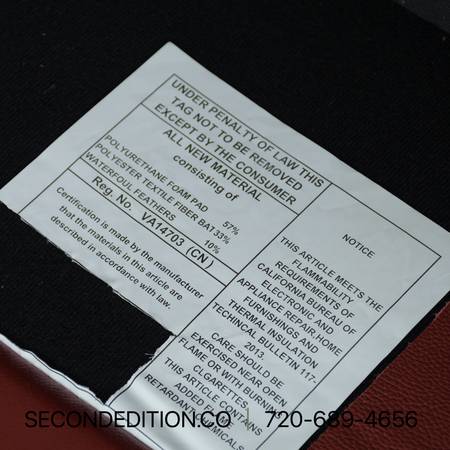 UNDER PENALTY OF LAW THIS
TAG NOT TO BE REMOVED
EXCEPT BY THE CONSUMER
ALL NEW MATERIAL
consisting of
POLYURETHANE FOAM PAD 57%
POLYESTER TEXTILE FIBER BA133%
WATERFOUL FEATHERS 10%
Reg. No. VA14703 (CN)
Certification is made by the manufacturer
that the materials in this article are
described in accordance with law.
NOTICE
THIS ARTICLE MEETS THE
FLAMMABILITY
REQUIREMENTS OF
CALIFORNIA BUREAU OF
ELECTRONIC AND
APPLIANCE REPAIR.HOME
FURNISHINGS AND
THERMAL INSULATION
TECHINCAL BULLETIN 117-
2013.
CARE SHOULD BE
EXERCISED NEAR OPEN
FLAME OR WITH BURNING
CLGARETTES
THIS ARTICLE CONTAINS
ADDED
RETARDANT CHEMICALS
SECONDEDITION.CO \ 720-689-4656